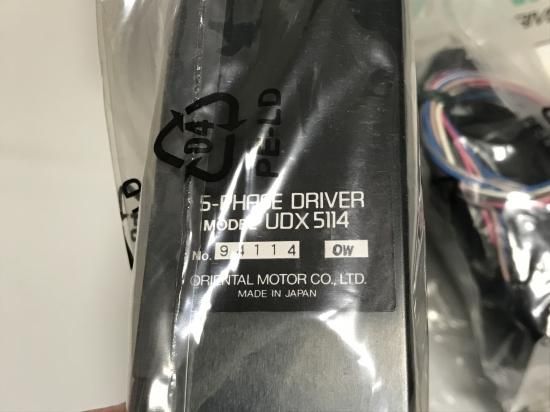 04
PE-LD
5-PHASE DRIVER
MODEL UDX5114
No. 94114 OW
ORIENTAL MOTOR CO., LTD.
MADE IN JAPAN